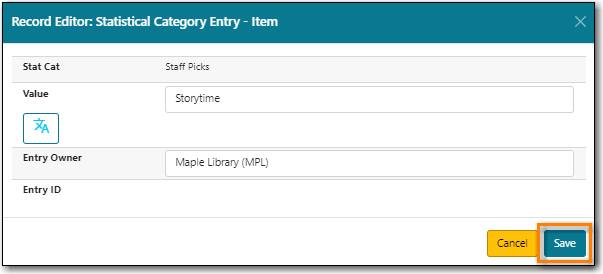 Record Editor: Statistical Category Entry - Item
Stat Cat Staff Picks
Value Storytime
Entry Owner Maple Library (MPL)
Entry ID
Cancel Save